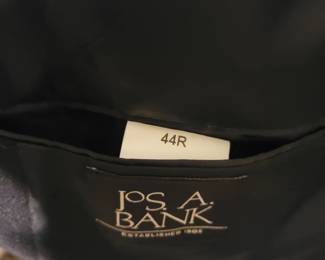 44R
JOS. A.
BANK
ESTABLISHED 1905